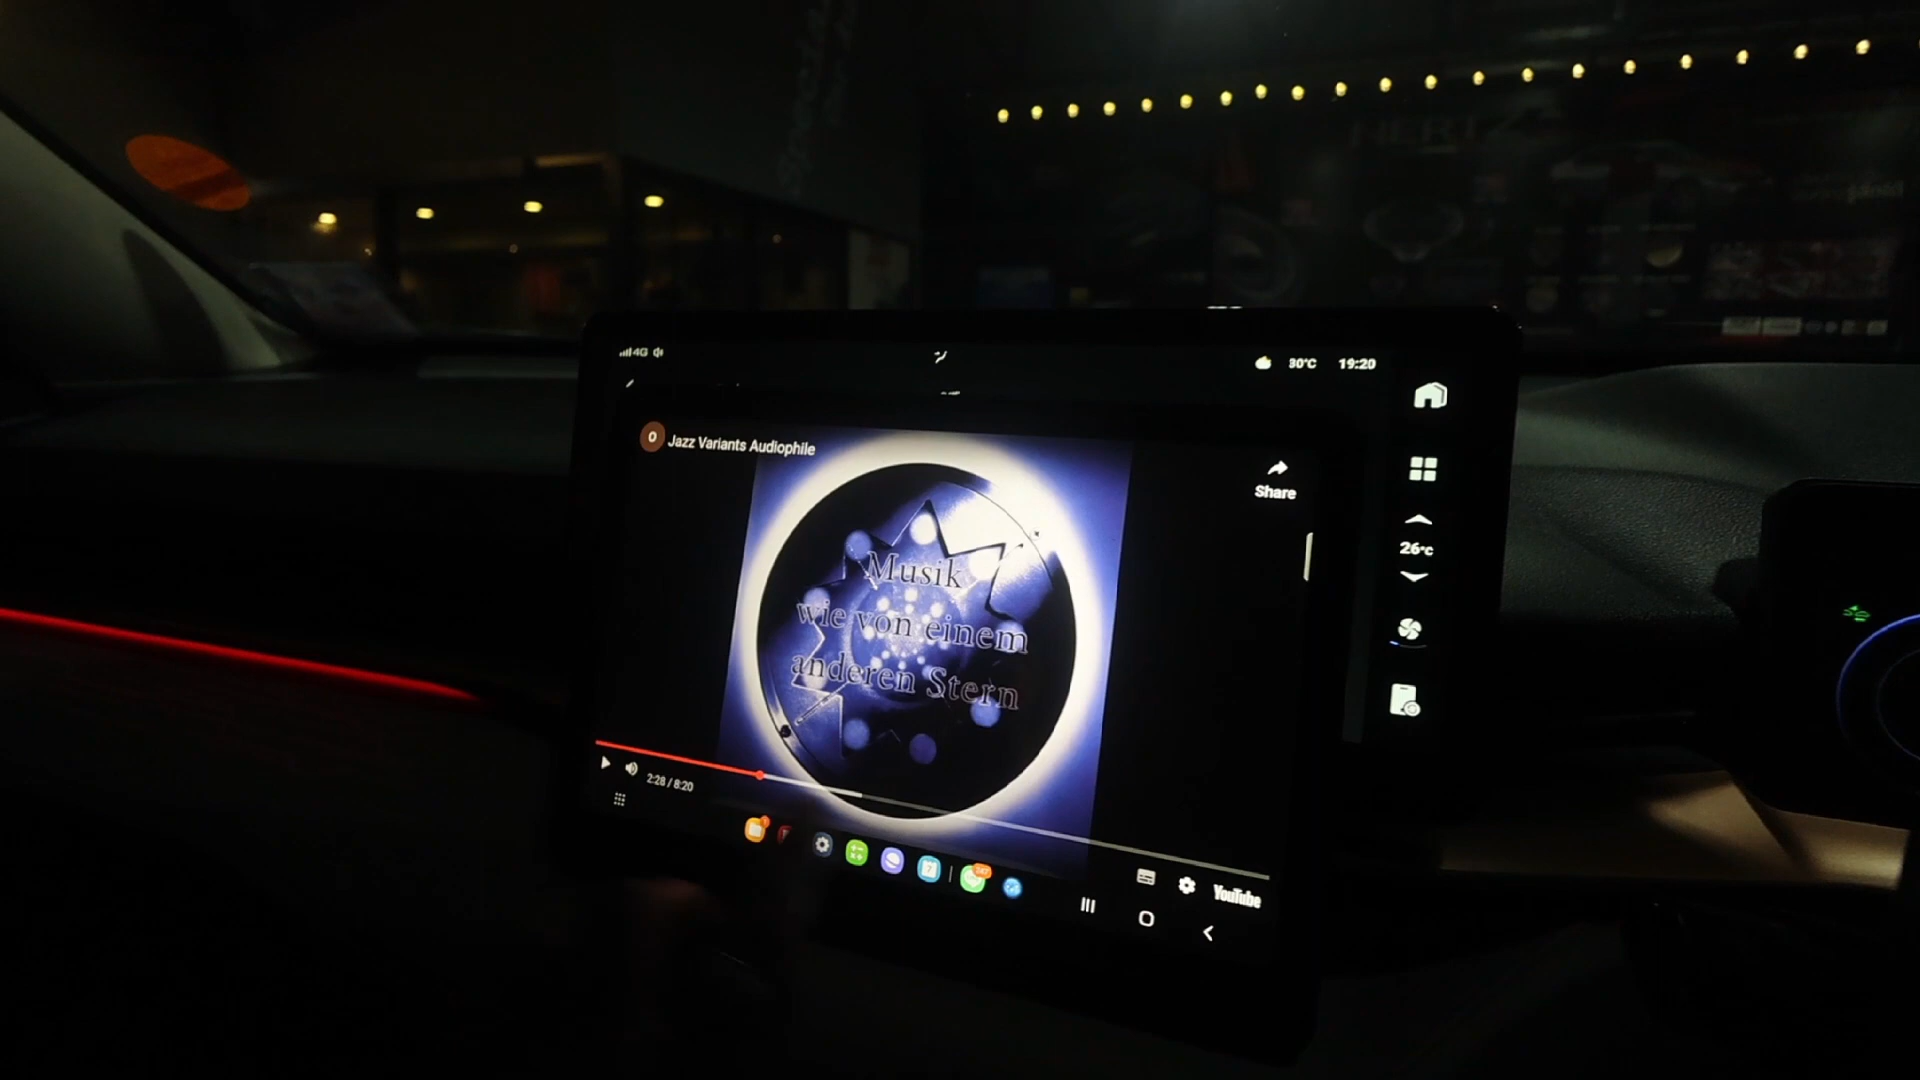 HERTZ
4G
30°C
19:20
O
Jazz Variants Audiophile
Share
26°C
Musik
wie von einem
anderen Stern
2:28 / 8:20
YouTube